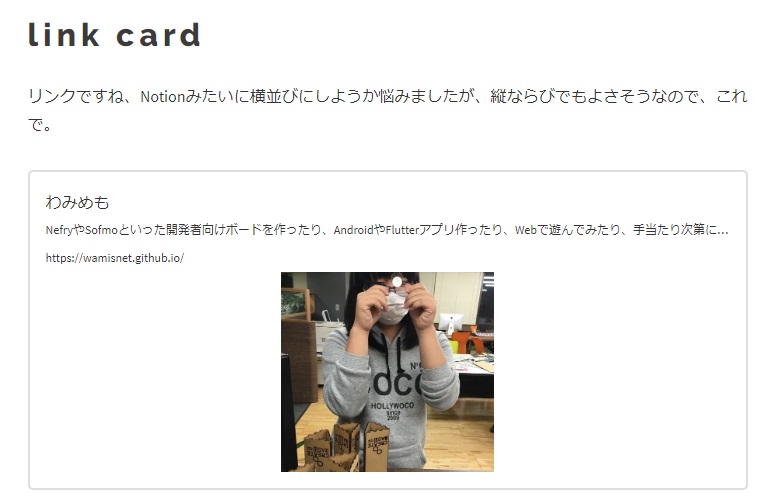 link card
リンクですね、Notionみたいに横並びにしようか悩みましたが、縦ならびでもよさそうなので、これ
で。
わみめも
NefryやSofmoといった開発者向けボードを作ったり、AndroidやFlutterアプリ作ったり、Webで遊んでみたり、手当たり次第に...
https://wamisnet.github.io/
COCO
HOLLYWOCO
since
2009